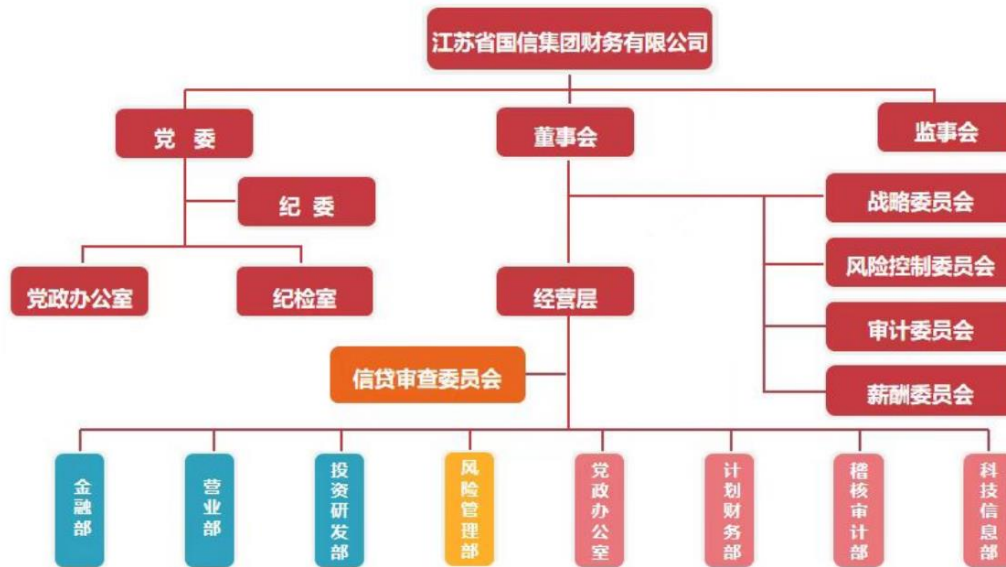 江苏省国信集团财务有限公司
党 委
董事会
监事会
纪 委
战略委员会
党政办公室
纪检室
经营层
风险控制委员会
审计委员会
信贷审查委员会
薪酬委员会
金融部
营业部
投资研发部
风险管理部
党政办公室
计划财务部
稽核审计部
科技信息部